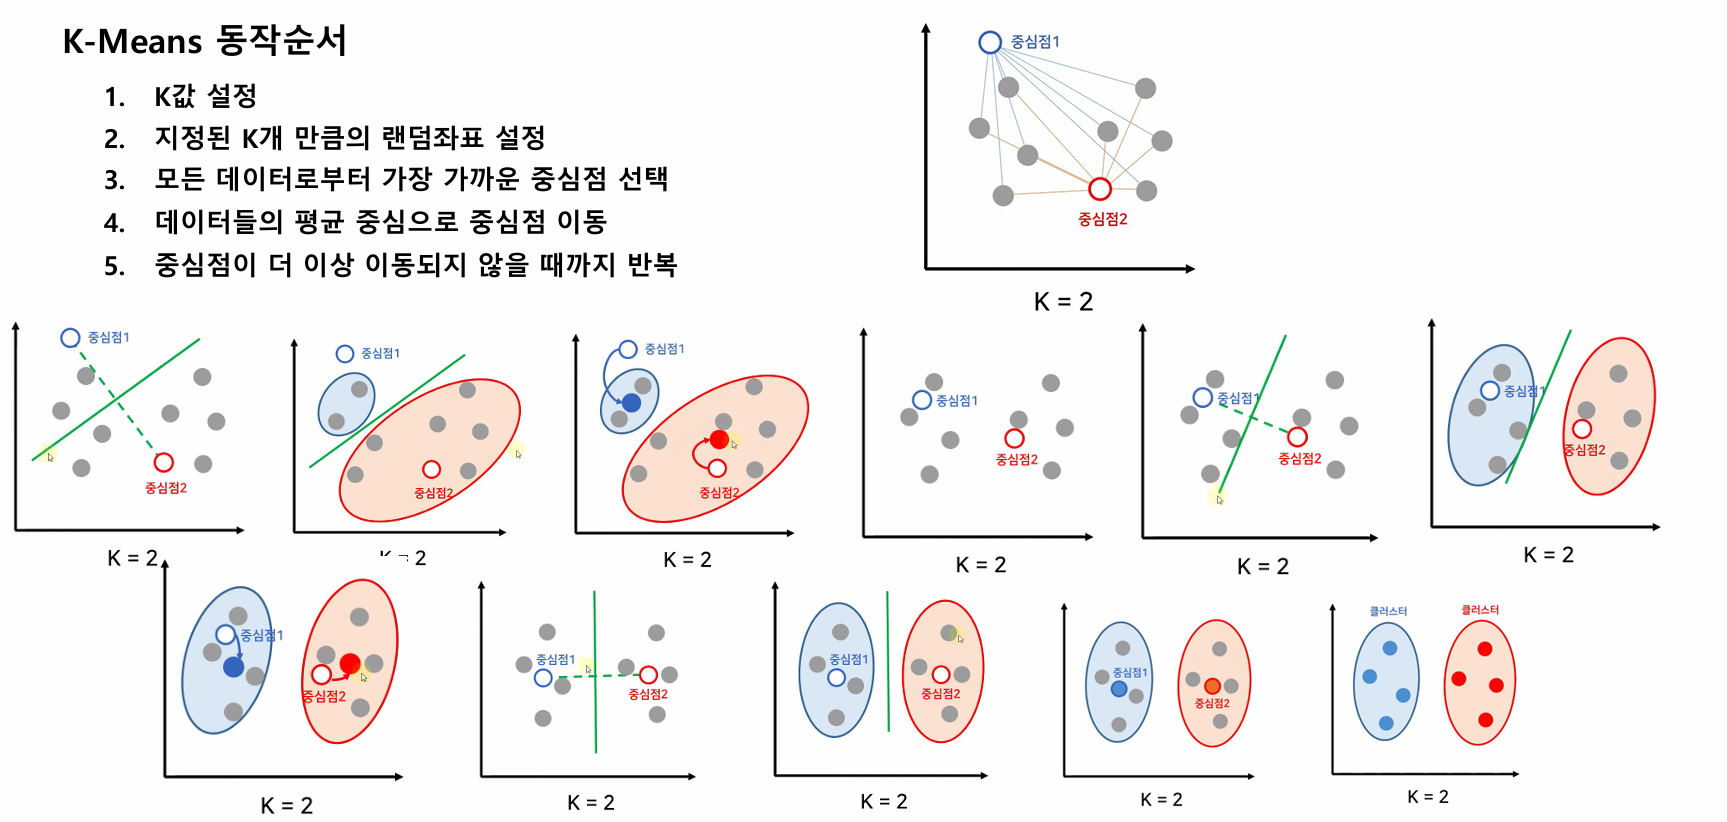 K-Means 동작순서
1. K값 설정
2. 지정된 K개 만큼의 랜덤좌표 설정
3. 모든 데이터로부터 가장 가까운 중심점 선택
4. 데이터들의 평균 중심으로 중심점 이동
5. 중심점이 더 이상 이동되지 않을 때까지 반복
중심점1
중심점2
K = 2
중심점1
중심점2
K = 2
중심점1
중심점2
= 2
중심점1
중심점2
K = 2
중심점1
중심점2
K = 2
중심점1
중심점2
K = 2
중심점1
중심점2
K = 2
중심점1
중심점2
K = 2
중심점1
중심점2
K = 2
중심점1
중심점2
K = 2
중심점1
중심점2
K = 2
클러스터
클러스터
K = 2